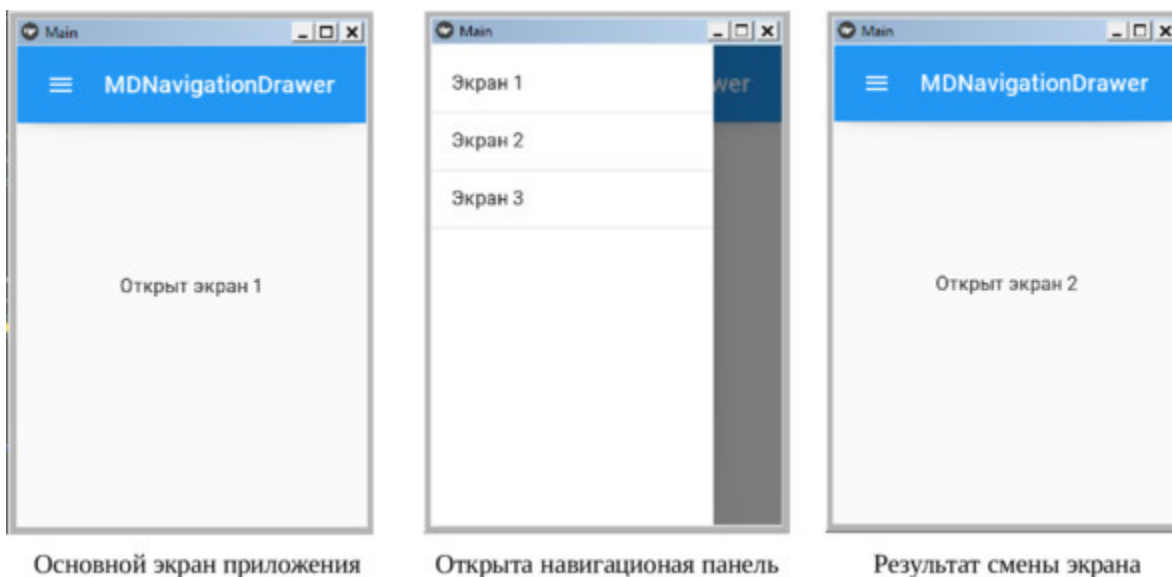 Main
MDNavigationDrawer
Открыт экран 1
Основной экран приложения
Main
wer
Экран 1
Экран 2
Экран 3
Открыта навигационая панель
Main
MDNavigationDrawer
Открыт экран 2
Результат смены экрана